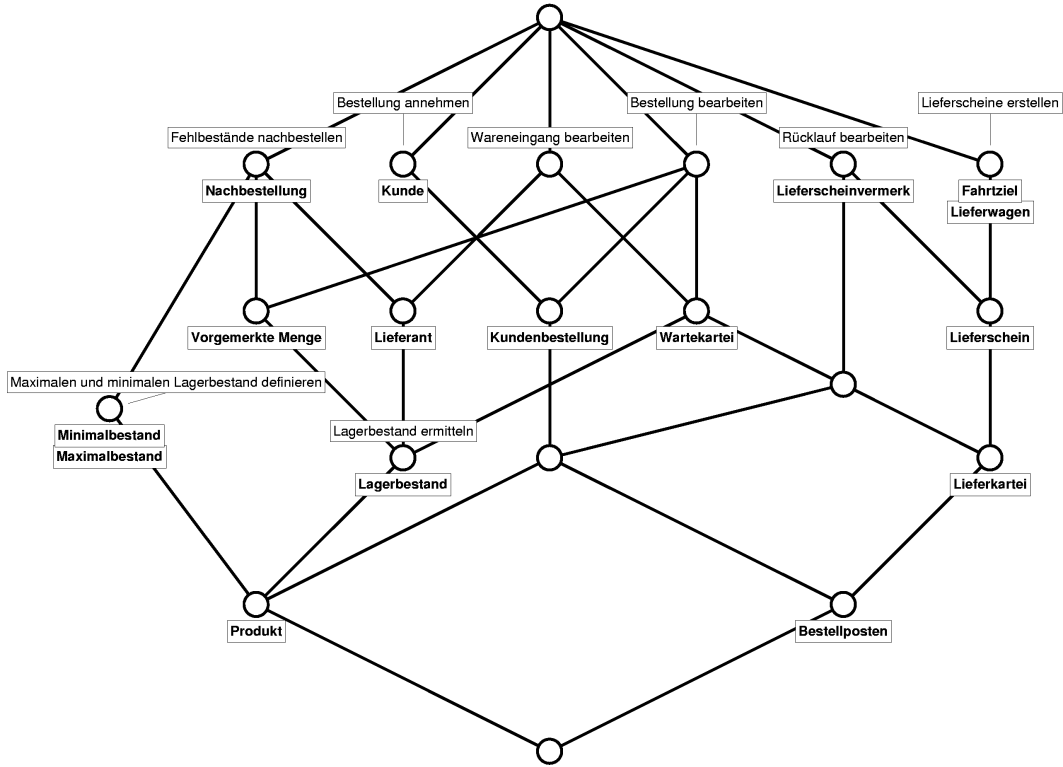 Bestellung annehmen
Bestellung bearbeiten
Lieferscheine erstellen
Fehlbestände nachbestellen
Wareneingang bearbeiten
Rücklauf bearbeiten
Nachbestellung
Kunde
Lieferscheinvermerk
Fahrtziel
Lieferwagen
Vorgemerkte Menge
Lieferant
Kundenbestellung
Wartekartei
Lieferschein
Maximalen und minimalen Lagerbestand definieren
Minimalbestand
Maximalbestand
Lagerbestand ermitteln
Lagerbestand
Lieferkartei
Produkt
Bestellposten